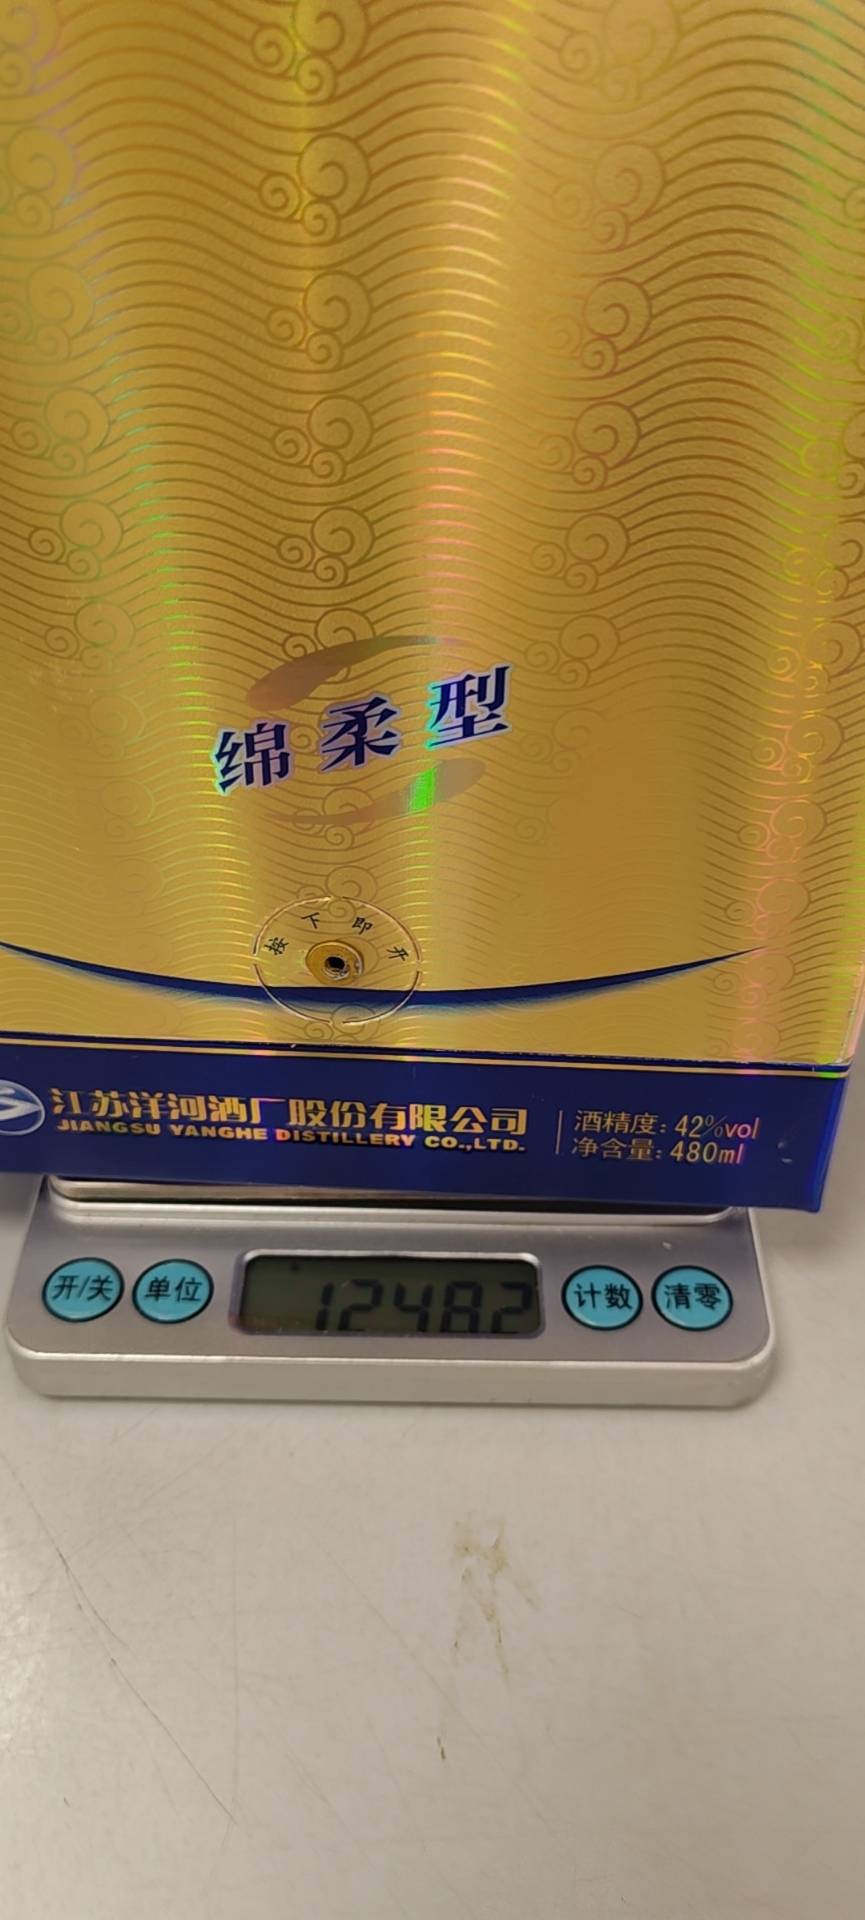 绵柔型
按下即开
江苏洋河酒厂股份有限公司
JIANGSU YANGHE DISTILLERY CO.,LTD.
酒精度: 42%vol
净含量: 480ml
开/关 单位 12482 计数 清零